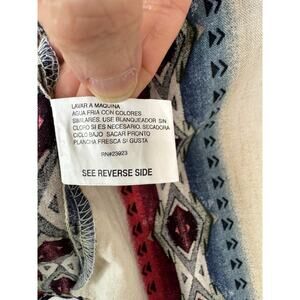 LAVAR A MAQUINA
AGUA FRIA CON COLORES
SIMILARES, USE BLANQUEADOR SIN
CLORO SI ES NECESARIO. SECADORA
CICLO BAJO SACAR PRONTO
PLANCHA FRESCA SI GUSTA
RN#23923
SEE REVERSE SIDE